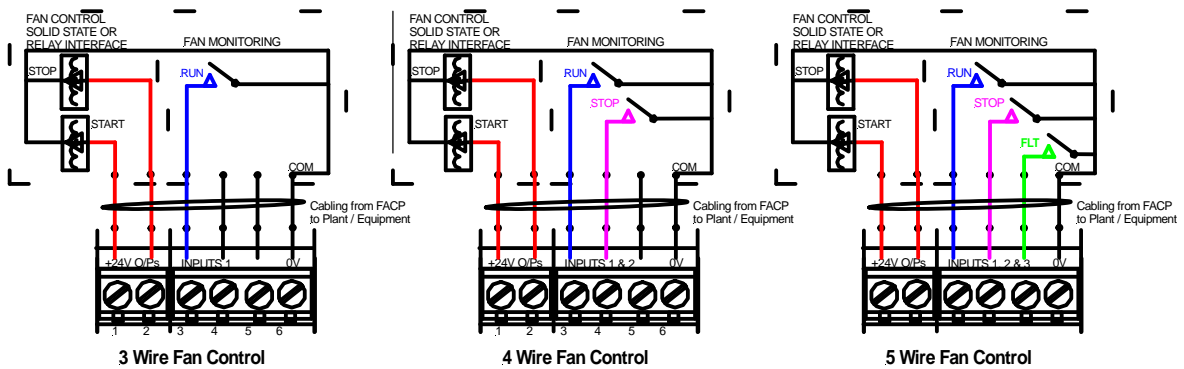 FAN CONTROL
SOLID STATE OR
RELAY INTERFACE
FAN MONITORING
STOP
RUN
START
COM
Cabling from FACP
to Plant / Equipment
+24V O/Ps
INPUTS 1
0V
1 2 3 4 5 6
3 Wire Fan Control
FAN CONTROL
SOLID STATE OR
RELAY INTERFACE
FAN MONITORING
STOP
RUN
STOP
START
COM
Cabling from FACP
to Plant / Equipment
+24V O/Ps
INPUTS 1 & 2
0V
1 2 3 4 5 6
4 Wire Fan Control
FAN CONTROL
SOLID STATE OR
RELAY INTERFACE
FAN MONITORING
STOP
RUN
STOP
START
FLT
COM
Cabling from FACP
to Plant / Equipment
+24V O/Ps
INPUTS 1, 2 & 3
0V
5 Wire Fan Control